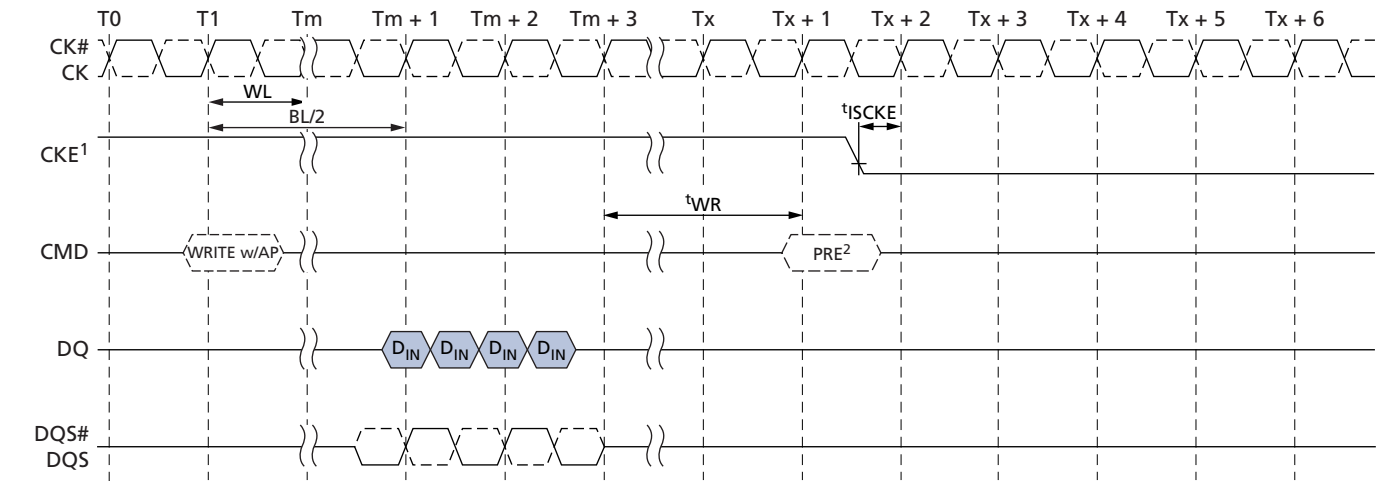 T0 T1 Tm Tm + 1 Tm + 2 Tm + 3 Tx Tx + 1 Tx + 2 Tx + 3 Tx + 4 Tx + 5 Tx + 6
CK#
CK
WL
BL/2
tISCKE
CKE1
tWR
CMD WRITE w/AP PRE2
DQ DIN DIN DIN DIN
DQS#
DQS